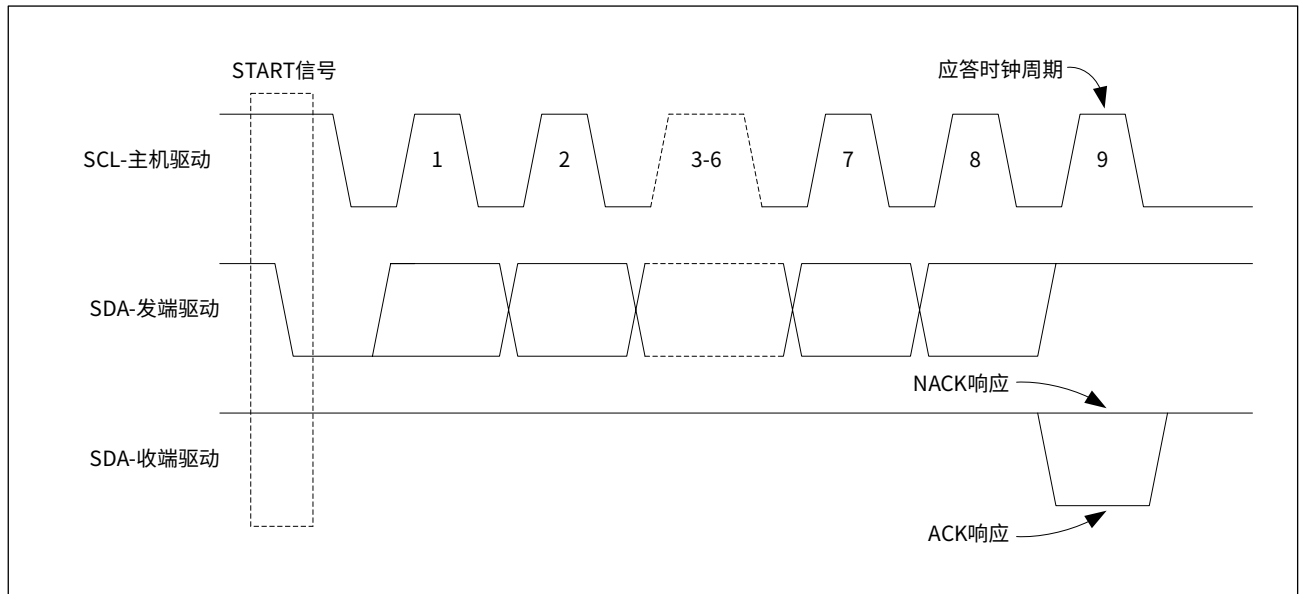 START信号
应答时钟周期
SCL-主机驱动
1
2
3-6
7
8
9
SDA-发端驱动
NACK响应
SDA-收端驱动
ACK响应